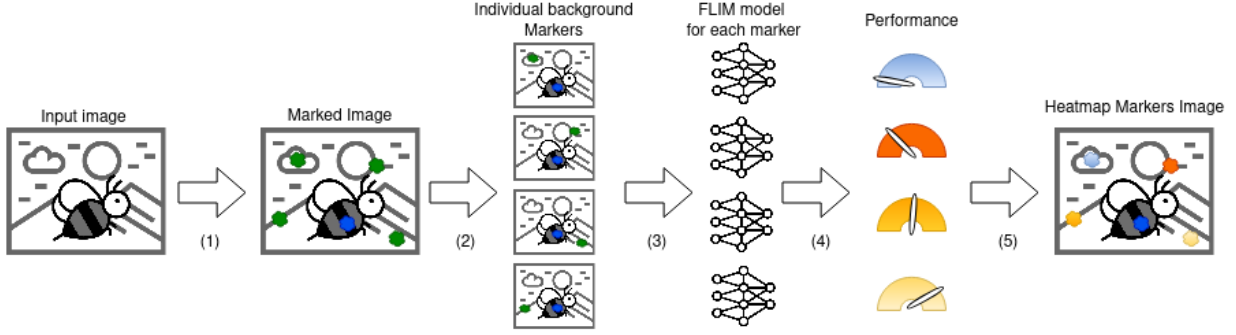 Input image
Marked Image
Individual background
Markers
FLIM model
for each marker
Performance
Heatmap Markers Image
(1)
(2)
(3)
(4)
(5)